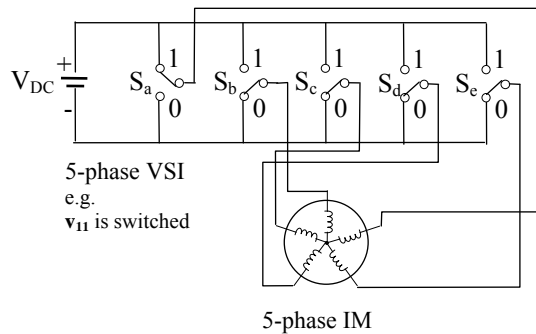 1 1 1 1 1
+
V_DC S_a S_b S_c S_d S_e
-
0 0 0 0 0
5-phase VSI
e.g.
v₁₁ is switched
5-phase IM